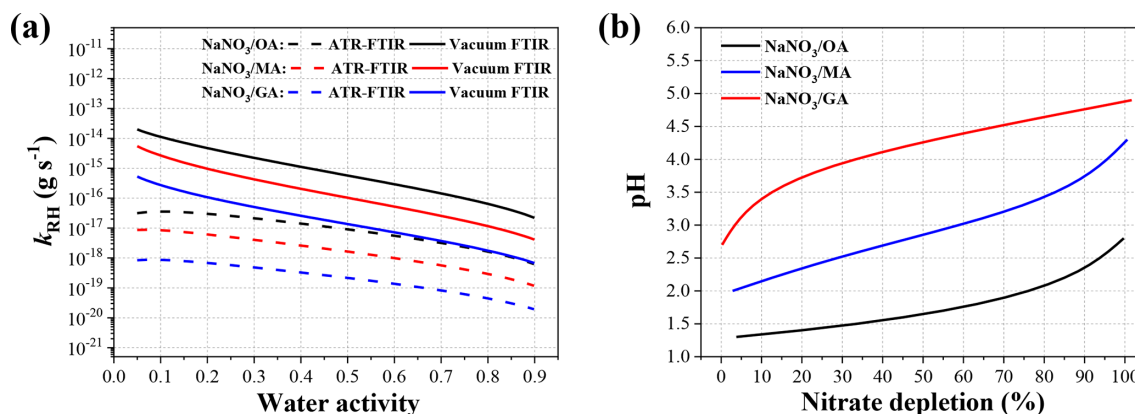 (a)
NaNO3/OA: ATR-FTIR Vacuum FTIR
NaNO3/MA: ATR-FTIR Vacuum FTIR
NaNO3/GA: ATR-FTIR Vacuum FTIR
10-11
10-12
10-13
10-14
10-15
10-16
10-17
10-18
10-19
10-20
10-21
kRH (g s-1)
0.0 0.1 0.2 0.3 0.4 0.5 0.6 0.7 0.8 0.9
Water activity
(b)
NaNO3/OA
NaNO3/MA
NaNO3/GA
6.0
5.5
5.0
4.5
4.0
3.5
3.0
2.5
2.0
1.5
1.0
pH
0 10 20 30 40 50 60 70 80 90 100
Nitrate depletion (%)